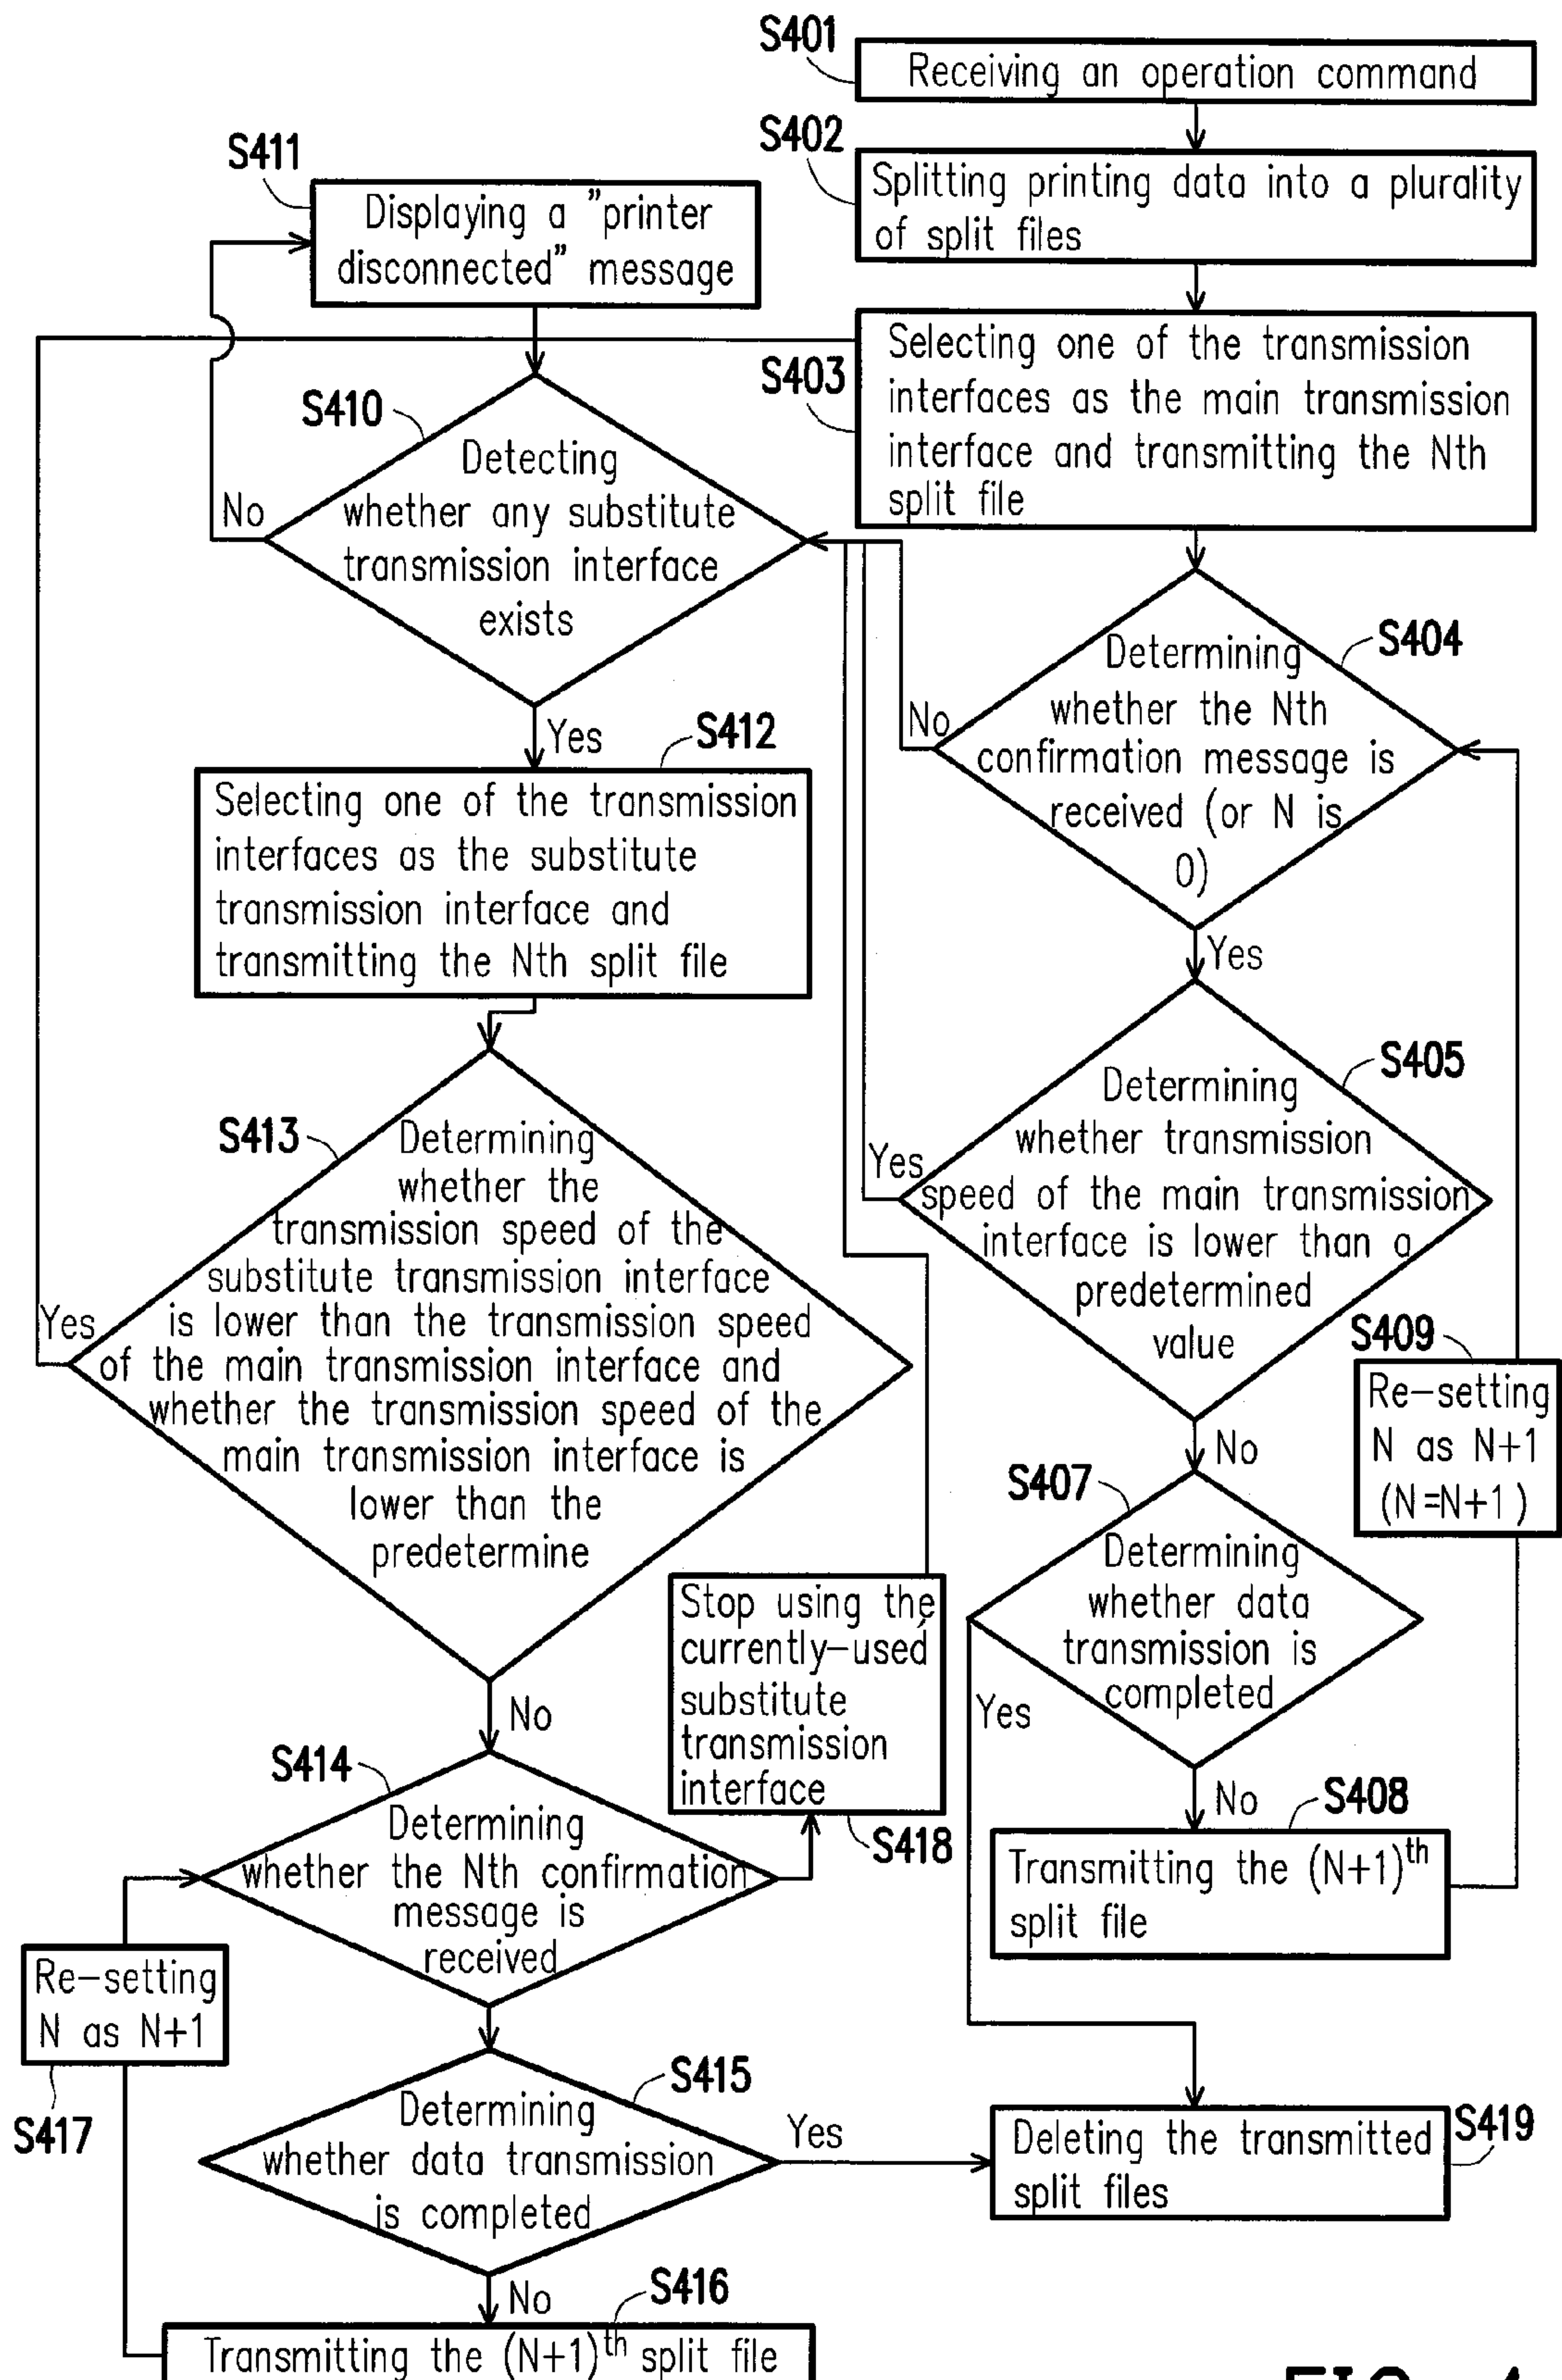 S401
Receiving an operation command
S402
Splitting printing data into a plurality
of split files
S411
Displaying a "printer
disconnected" message
S403
Selecting one of the transmission
interfaces as the main transmission
interface and transmitting the Nth
split file
S410
Detecting
whether any substitute
transmission interface
exists
No
Yes
S404
Determining
whether the Nth
confirmation message is
received (or N is
0)
No
Yes
S412
Selecting one of the transmission
interfaces as the substitute
transmission interface and
transmitting the Nth split file
S405
Determining
whether transmission
speed of the main transmission
interface is lower than a
predetermined
value
Yes
No
S413
Determining
whether the
transmission speed of the
substitute transmission interface
is lower than the transmission speed
of the main transmission interface and
whether the transmission speed of the
main transmission interface is
lower than the
predetermine
Yes
No
S409
Re-setting
N as N+1
(N=N+1)
S407
Determining
whether data
transmission is
completed
Yes
No
S418
Stop using the
currently-used
substitute
transmission
interface
S414
Determining
whether the Nth confirmation
message is
received
S408
Transmitting the (N+1)th
split file
Re-setting
N as N+1
S417
S415
Determining
whether data transmission
is completed
Yes
No
S419
Deleting the transmitted
split files
S416
Transmitting the (N+1)th split file